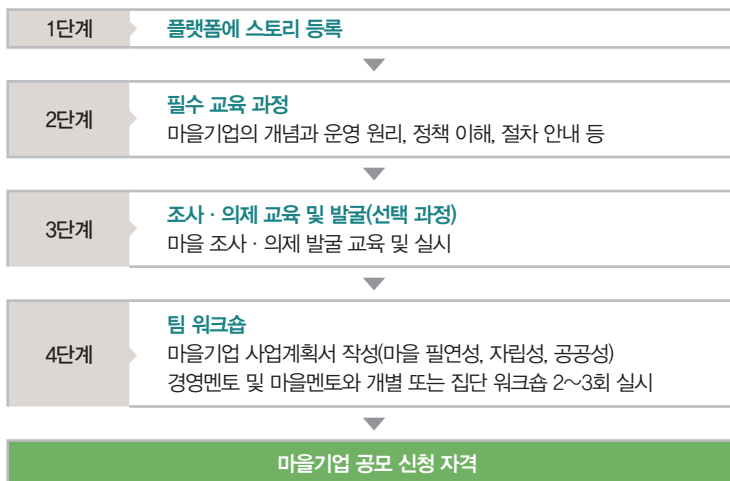 1단계
플랫폼에 스토리 등록
2단계
필수 교육 과정
마을기업의 개념과 운영 원리, 정책 이해, 절차 안내 등
3단계
조사 · 의제 교육 및 발굴(선택 과정)
마을 조사 · 의제 발굴 교육 및 실시
4단계
팀 워크숍
마을기업 사업계획서 작성(마을 필연성, 자립성, 공공성)
경영멘토 및 마을멘토와 개별 또는 집단 워크숍 2~3회 실시
마을기업 공모 신청 자격